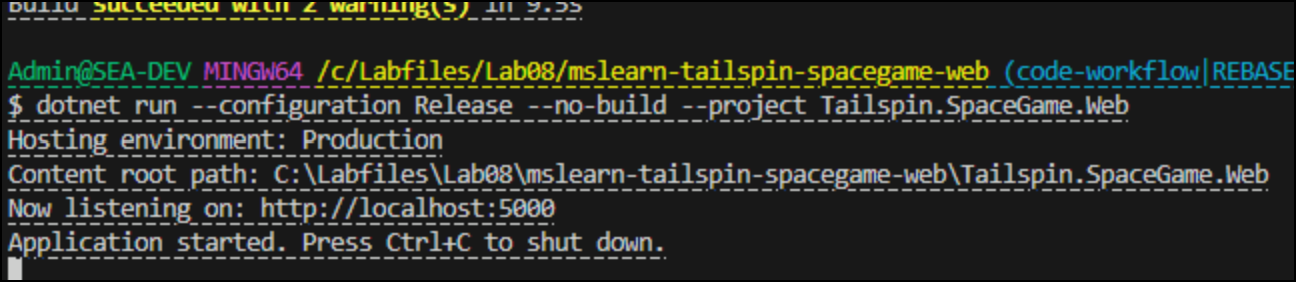 Build succeeded with 2 warning(s) in 9.5s
Admin@SEA-DEV MINGW64 /c/Labfiles/Lab08/mslearn-tailspin-spacegame-web (code-workflow|REBASE
$ dotnet run --configuration Release --no-build --project Tailspin.SpaceGame.Web
Hosting environment: Production
Content root path: C:\Labfiles\Lab08\mslearn-tailspin-spacegame-web\Tailspin.SpaceGame.Web
Now listening on: http://localhost:5000
Application started. Press Ctrl+C to shut down.